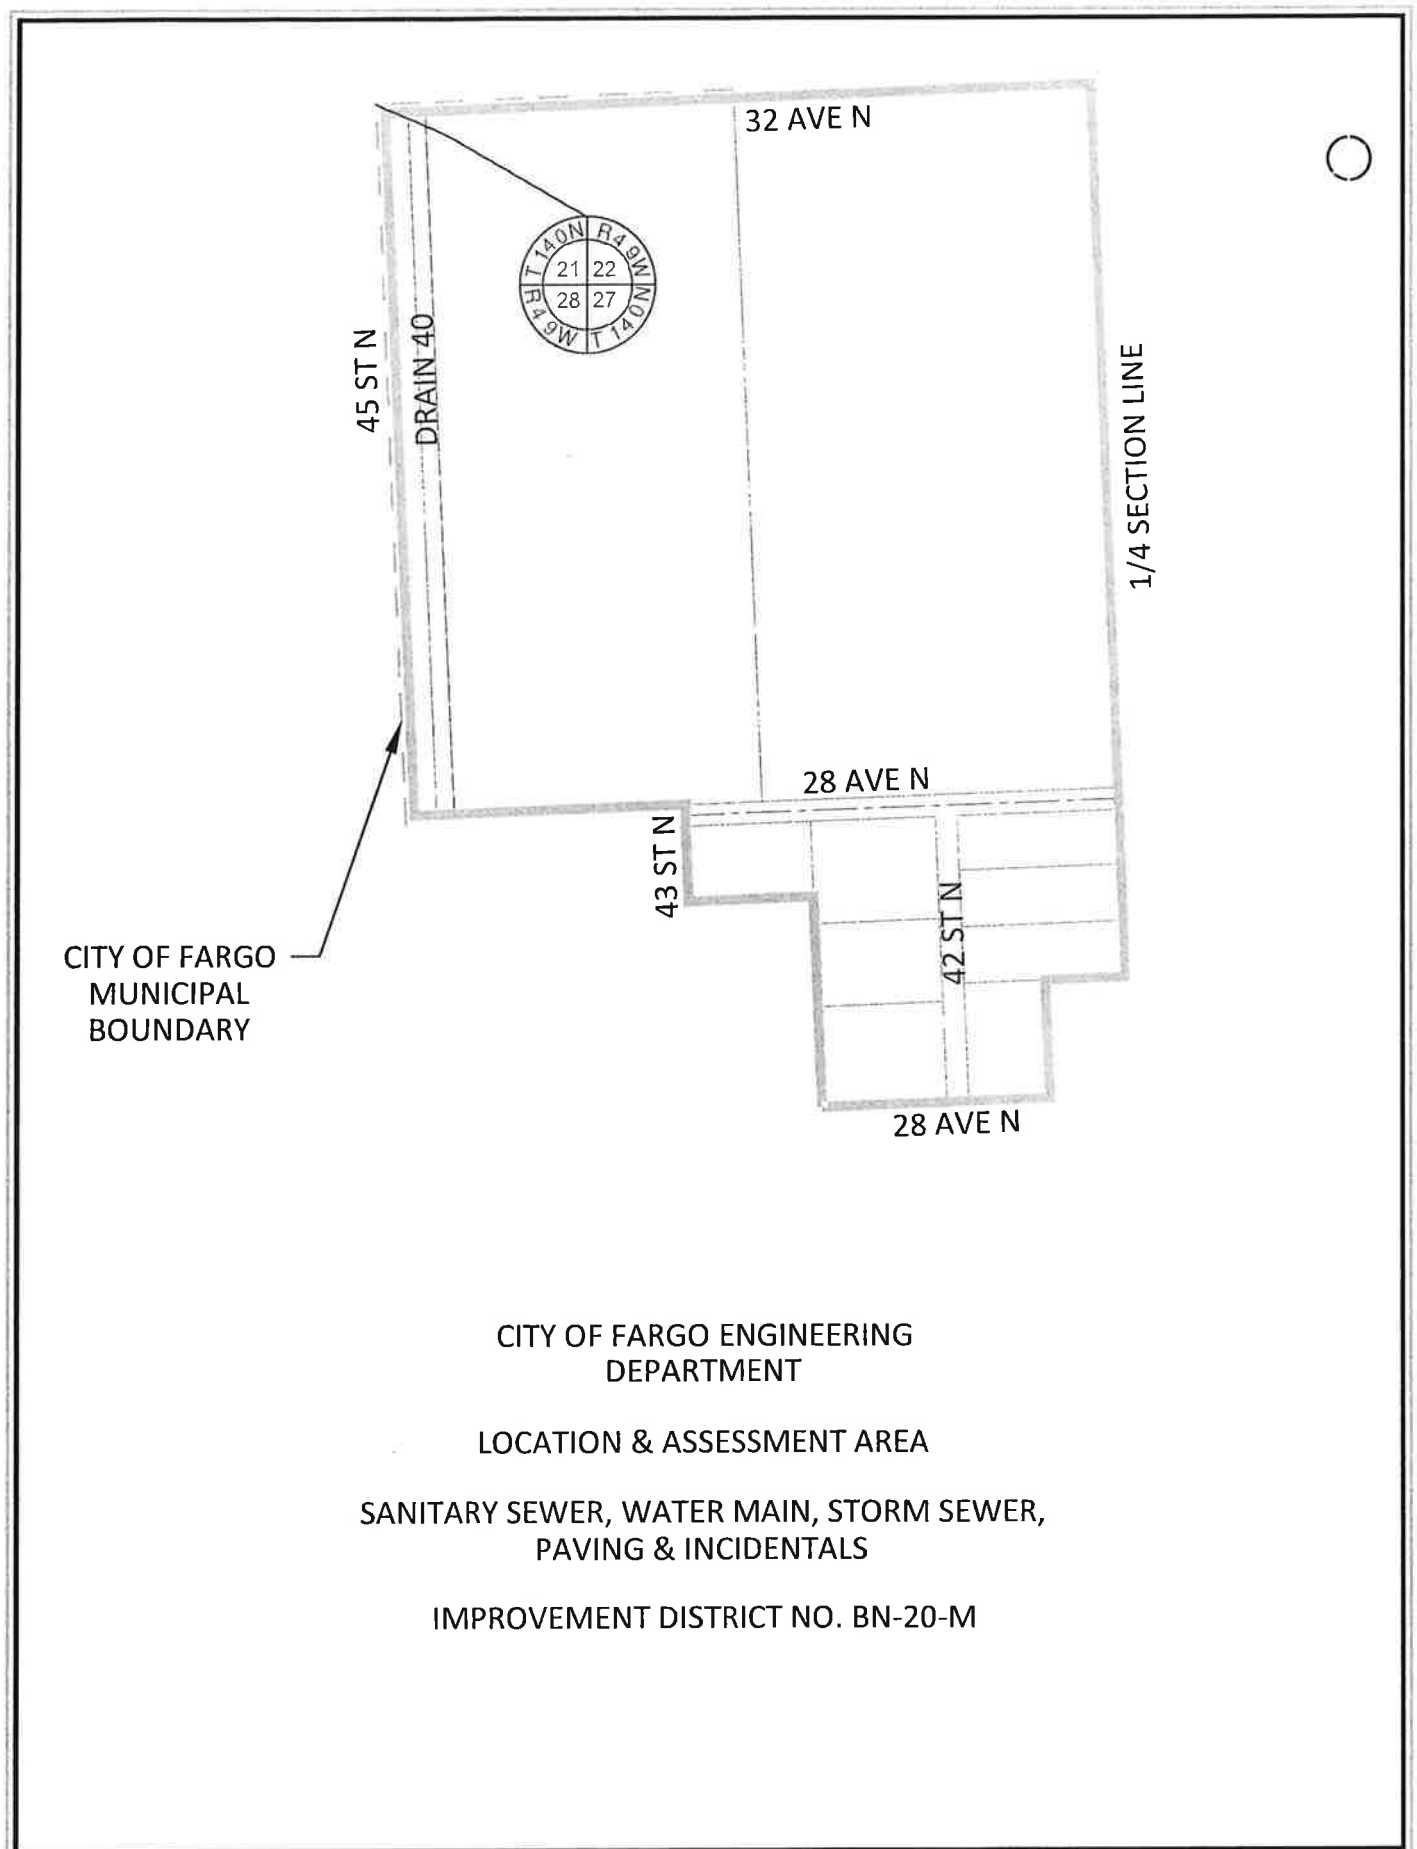 32 AVE N
T 140N R49W
21 22
28 27
R49W T 140N
45 ST N
DRAIN 40
1/4 SECTION LINE
28 AVE N
43 ST N
42 ST N
CITY OF FARGO
MUNICIPAL
BOUNDARY
28 AVE N
CITY OF FARGO ENGINEERING
DEPARTMENT
LOCATION & ASSESSMENT AREA
SANITARY SEWER, WATER MAIN, STORM SEWER,
PAVING & INCIDENTALS
IMPROVEMENT DISTRICT NO. BN-20-M